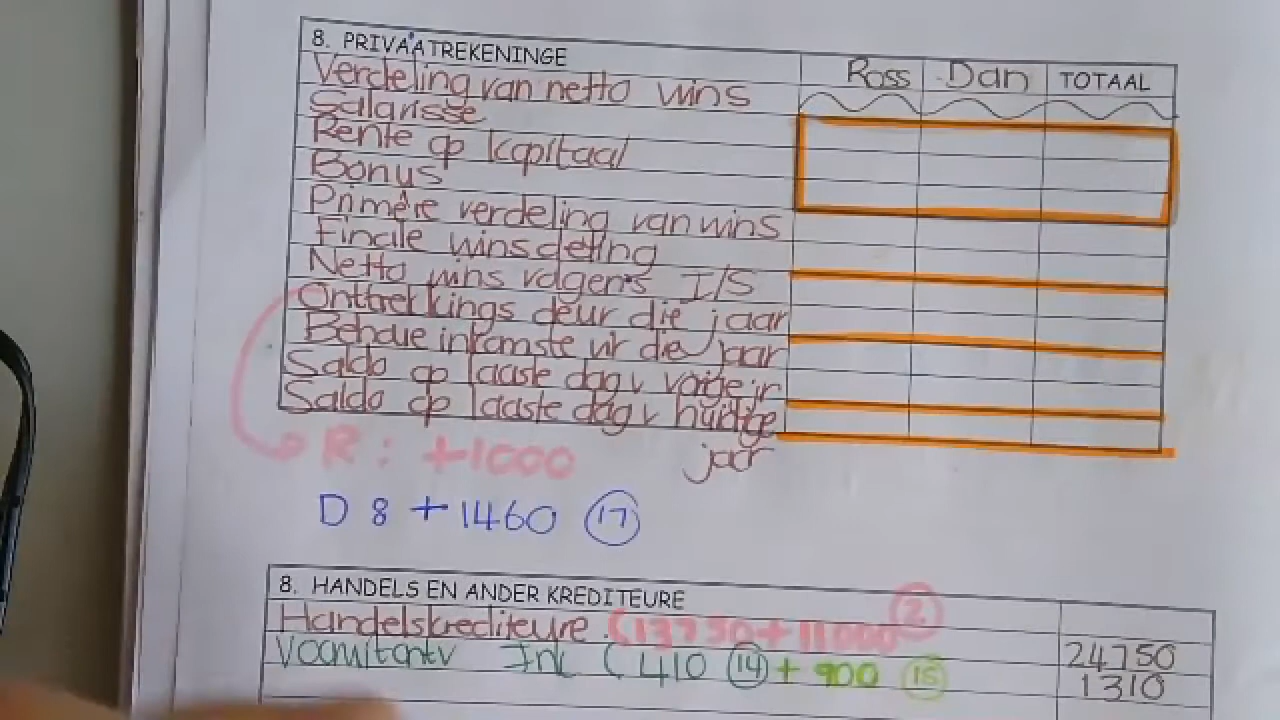 8. PRIVAATREKENINGE Ross Dan TOTAAL
Verdeling van netto wins
Salarisse
Rente op kapitaal
Bonus
Primêre verdeling van wins
Finale winsdeling
Netto wins volgens I/S
Onttrekkings deur die jaar
Behoue inkomste vir die jaar
Saldo op laaste dag v vorige jr
Saldo op laaste dag v huidige
jaar
R : +1000
D 8 + 1460 (17)
8. HANDELS EN ANDER KREDITEURE
Handelskrediteure (13750 + 11000 (2) 24750
Ink (410 (14) + 900 (15) 1310